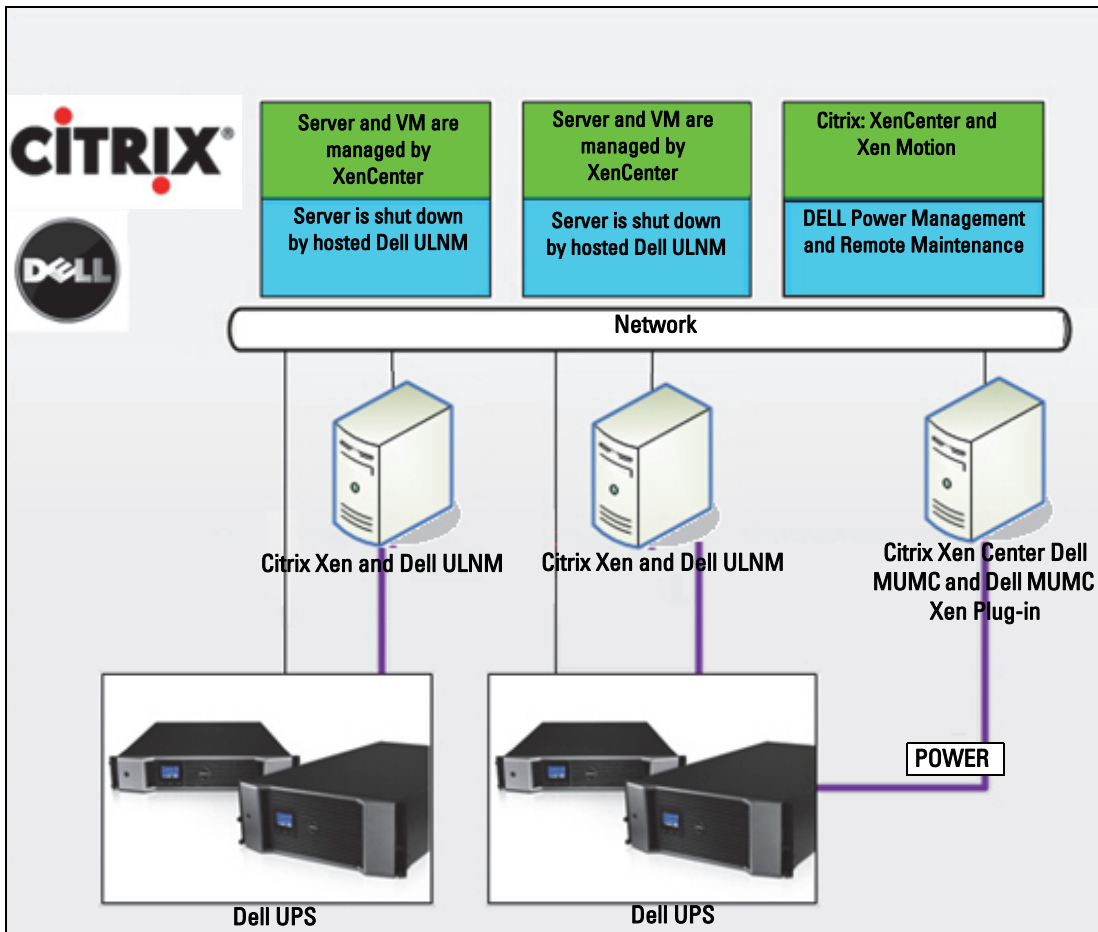 CİTRIX®
DELL
Server and VM are
managed by
XenCenter
Server is shut down
by hosted Dell ULNM
Server and VM are
managed by
XenCenter
Server is shut down
by hosted Dell ULNM
Citrix: XenCenter and
Xen Motion
DELL Power Management
and Remote Maintenance
Network
Citrix Xen and Dell ULNM
Citrix Xen and Dell ULNM
Citrix Xen Center Dell
MUMC and Dell MUMC
Xen Plug-in
POWER
Dell UPS
Dell UPS